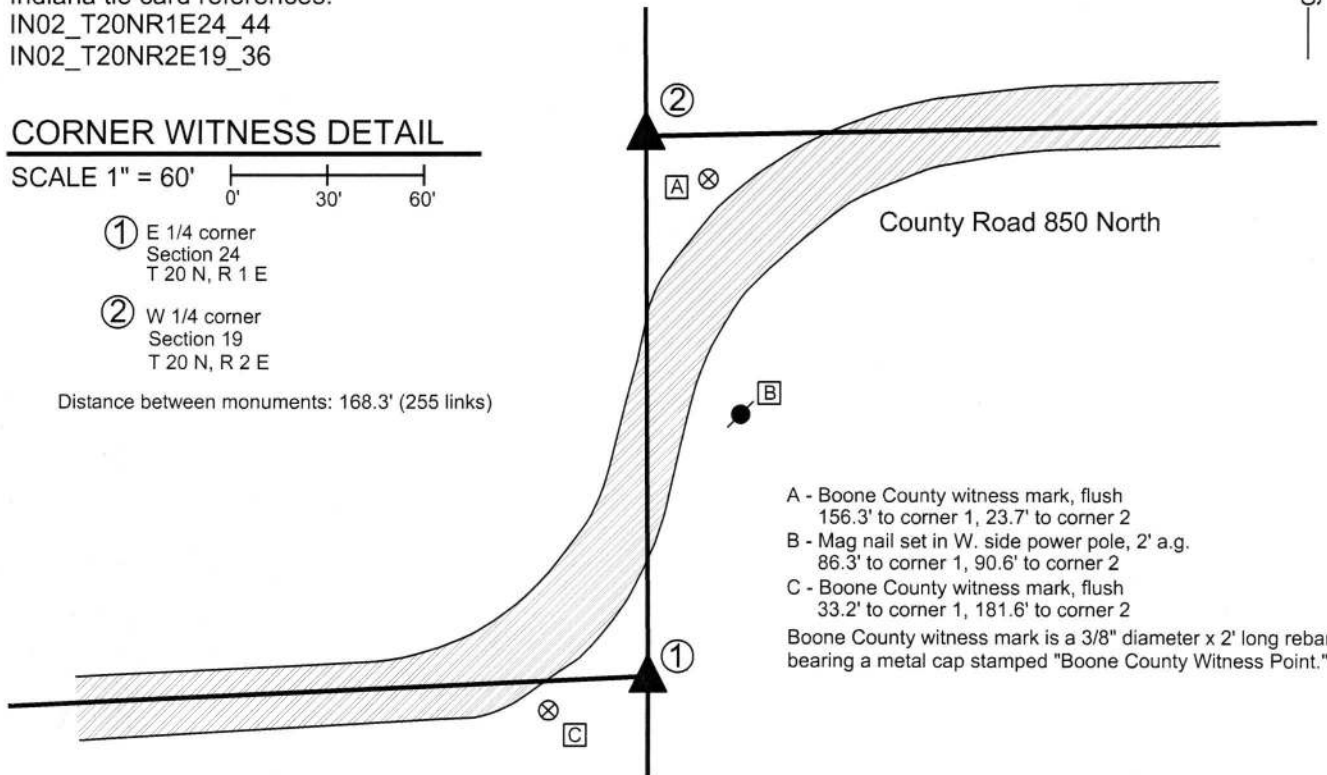 IN02_T20NR1E24_44
IN02_T20NR2E19_36
CORNER WITNESS DETAIL
SCALE 1" = 60'
0' 30' 60'
1 E 1/4 corner
Section 24
T 20 N, R 1 E
2 W 1/4 corner
Section 19
T 20 N, R 2 E
Distance between monuments: 168.3' (255 links)
2
A
County Road 850 North
B
A - Boone County witness mark, flush
156.3' to corner 1, 23.7' to corner 2
B - Mag nail set in W. side power pole, 2' a.g.
86.3' to corner 1, 90.6' to corner 2
C - Boone County witness mark, flush
33.2' to corner 1, 181.6' to corner 2
Boone County witness mark is a 3/8" diameter x 2' long rebar
bearing a metal cap stamped "Boone County Witness Point."
1
C